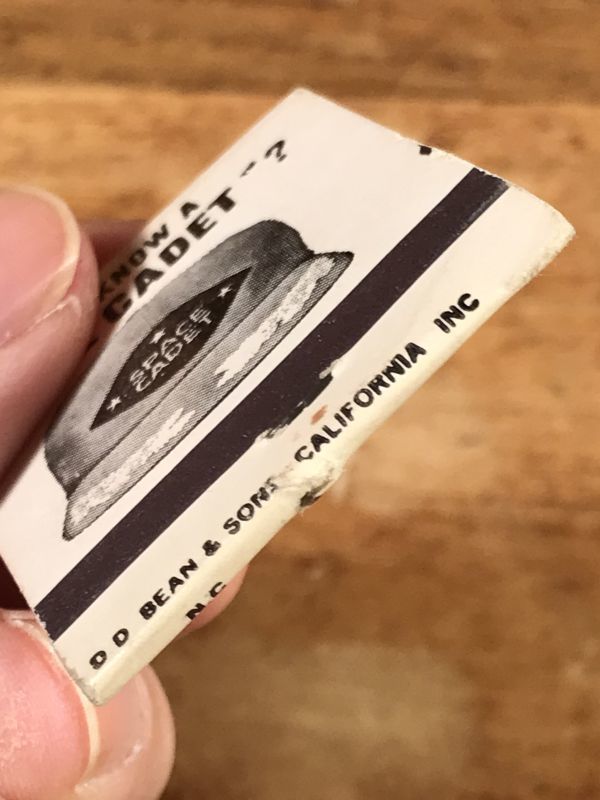 KNOW A
CADET"?
SPACE
CADET
D D BEAN & SONS CALIFORNIA INC
N C